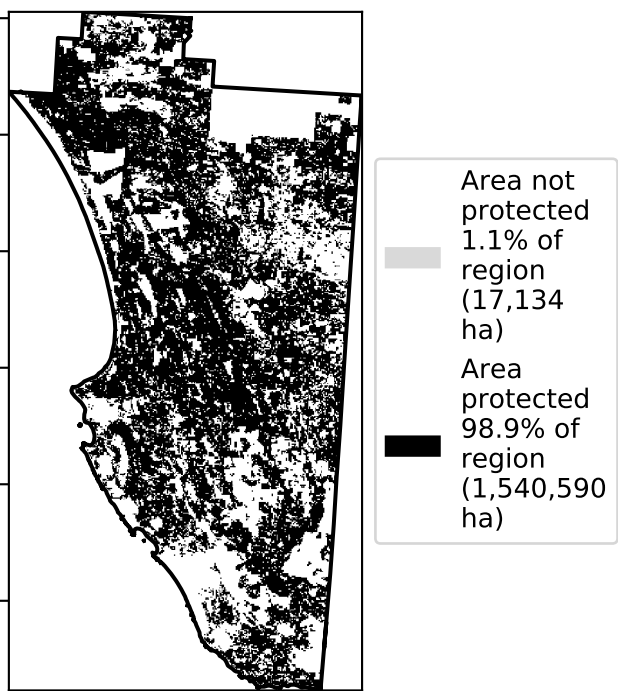 Area not
protected
1.1% of
region
(17,134
ha)
Area
protected
98.9% of
region
(1,540,590
ha)